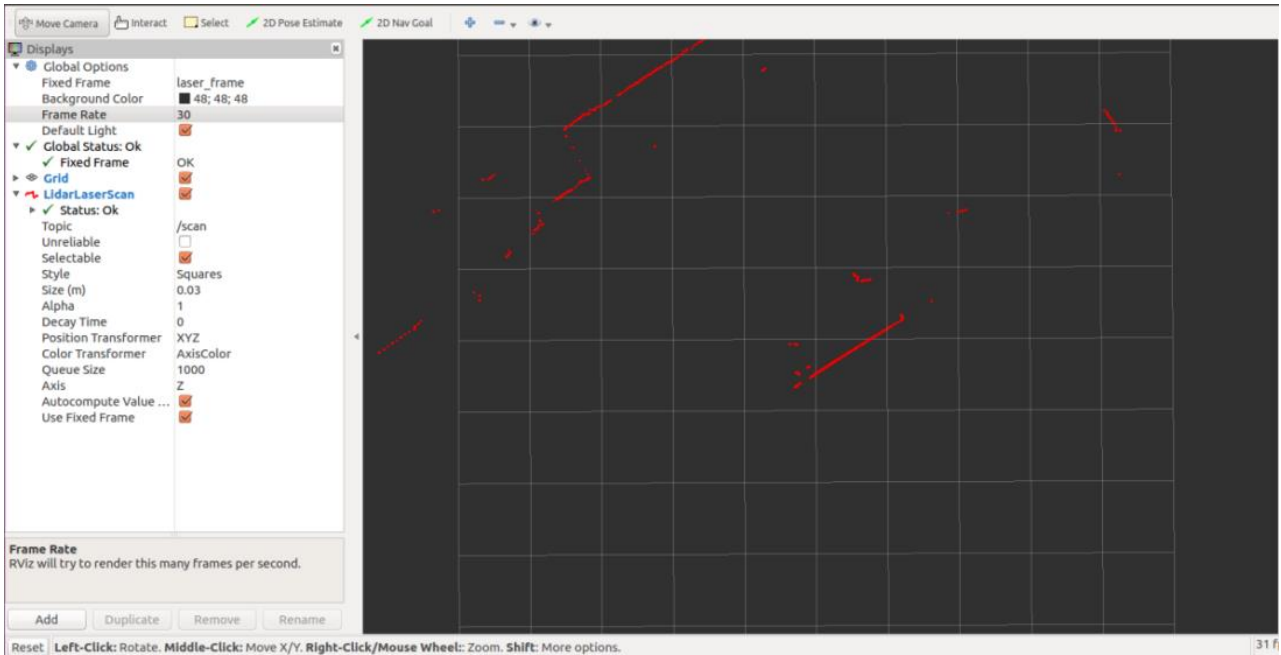 Move Camera Interact Select 2D Pose Estimate 2D Nav Goal
Displays
Global Options
Fixed Frame laser_frame
Background Color 48; 48; 48
Frame Rate 30
Default Light
Global Status: Ok
Fixed Frame OK
Grid
LidarLaserScan
Status: Ok
Topic /scan
Unreliable
Selectable
Style Squares
Size (m) 0.03
Alpha 1
Decay Time 0
Position Transformer XYZ
Color Transformer AxisColor
Queue Size 1000
Axis Z
Autocompute Value ...
Use Fixed Frame
Frame Rate
RViz will try to render this many frames per second.
Add Duplicate Remove Rename
Reset Left-Click: Rotate. Middle-Click: Move X/Y. Right-Click/Mouse Wheel:: Zoom. Shift: More options. 31 f